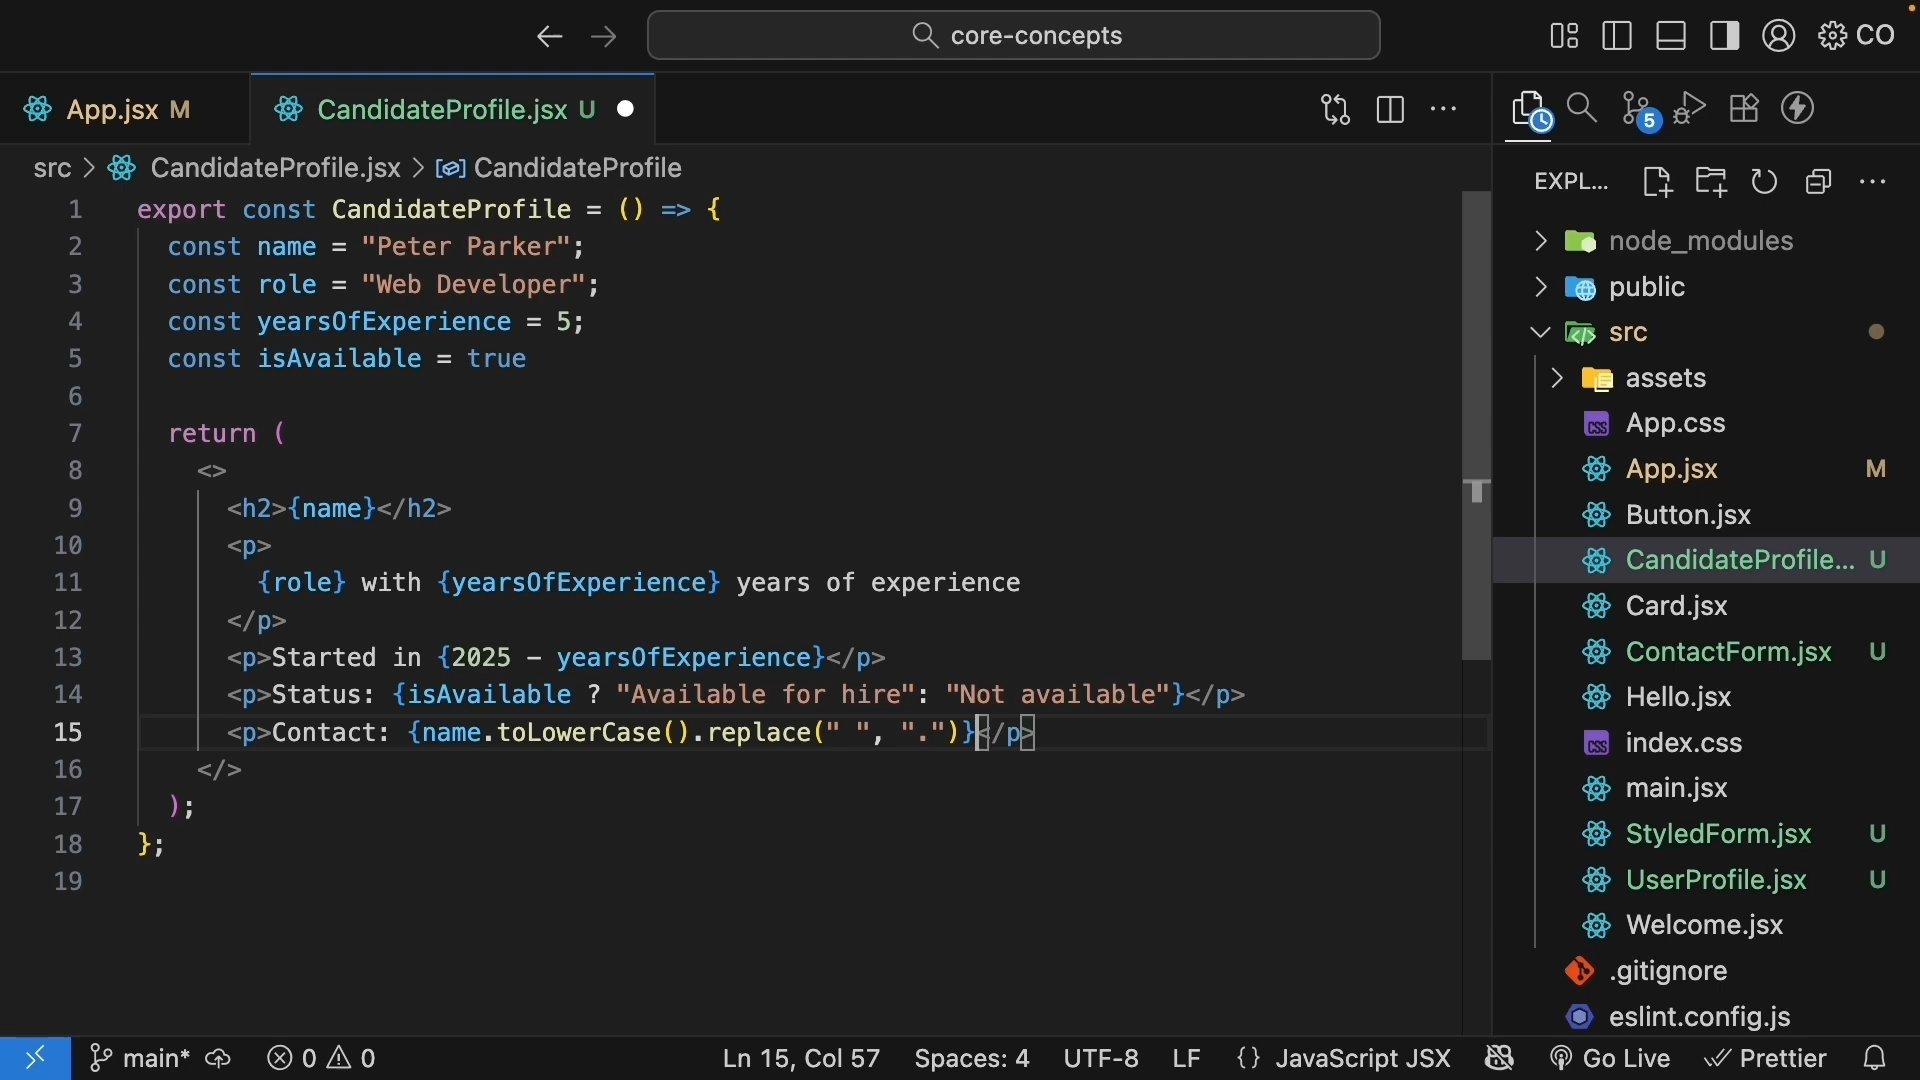 core-concepts
CO
App.jsx M
CandidateProfile.jsx U
5
src > CandidateProfile.jsx > CandidateProfile
EXPL...
1 export const CandidateProfile = () => {
2 const name = "Peter Parker";
3 const role = "Web Developer";
4 const yearsOfExperience = 5;
5 const isAvailable = true
6
7 return (
8 <>
9 <h2>{name}</h2>
10 <p>
11 {role} with {yearsOfExperience} years of experience
12 </p>
13 <p>Started in {2025 - yearsOfExperience}</p>
14 <p>Status: {isAvailable ? "Available for hire": "Not available"}</p>
15 <p>Contact: {name.toLowerCase().replace(" ", ".")}</p>
16 </>
17 );
18 };
19
node_modules
public
src
assets
App.css
App.jsx M
Button.jsx
CandidateProfile... U
Card.jsx
ContactForm.jsx U
Hello.jsx
index.css
main.jsx
StyledForm.jsx U
UserProfile.jsx U
Welcome.jsx
.gitignore
eslint.config.js
main* 0 0 Ln 15, Col 57 Spaces: 4 UTF-8 LF {} JavaScript JSX Go Live Prettier